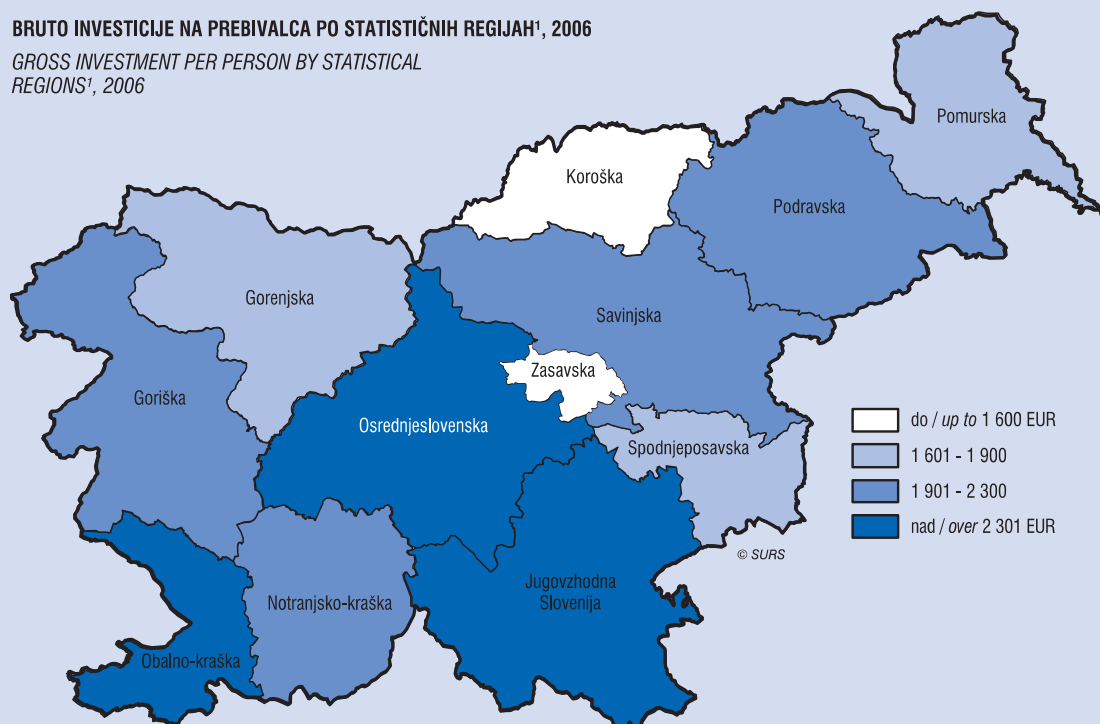 BRUTO INVESTICIJE NA PREBIVALCA PO STATISTIČNIH REGIJAH¹, 2006
GROSS INVESTMENT PER PERSON BY STATISTICAL
REGIONS¹, 2006
Pomurska
Koroška
Podravska
Gorenjska
Savinjska
Zasavska
Goriška
Osrednjeslovenska
Spodnjeposavska
do / up to 1 600 EUR
1 601 - 1 900
1 901 - 2 300
nad / over 2 301 EUR
© SURS
Jugovzhodna
Slovenija
Notranjsko-kraška
Obalno-kraška